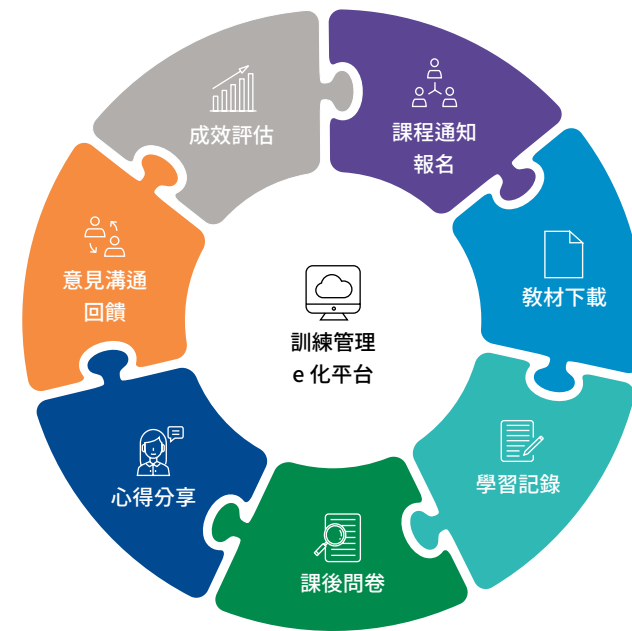 成效評估
課程通知
報名
意見溝通
回饋
教材下載
訓練管理
e 化平台
心得分享
學習記錄
課後問卷